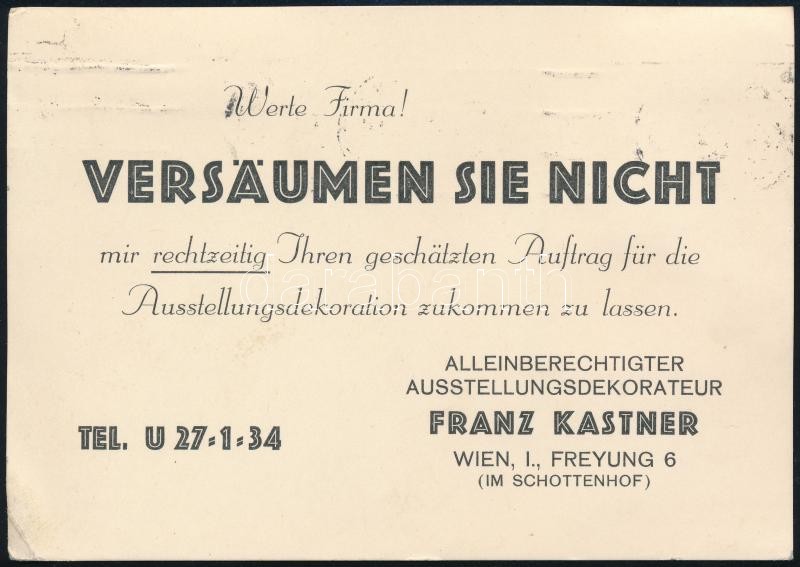 Werte Firma!
VERSÄUMEN SIE NICHT
mir rechtzeitig Ihren geschätzten Auftrag für die
darabanth
Ausstellungsdekoration zukommen zu lassen.
ALLEINBERECHTIGTER
AUSSTELLUNGSDEKORATEUR
FRANZ KASTNER
TEL. U 27-1-34
WIEN, I., FREYUNG 6
(IM SCHOTTENHOF)